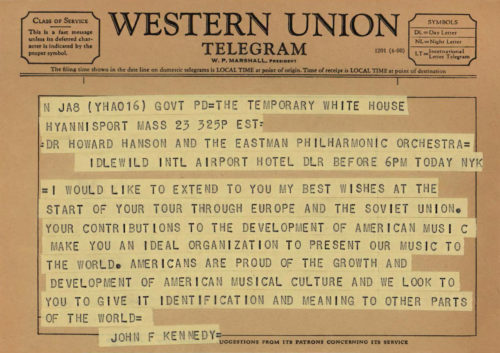 CLASS OF SERVICE
This is a fast message
unless its deferred char-
acter is indicated by the
proper symbol.
WESTERN UNION
TELEGRAM
W. P. MARSHALL, PRESIDENT
1201 (4-60)
SYMBOLS
DL=Day Letter
NL=Night Letter
LT=International Letter Telegram
The filing time shown in the date line on domestic telegrams is LOCAL TIME at point of origin. Time of receipt is LOCAL TIME at point of destination
N JA8 (YHA016) GOVT PD=THE TEMPORARY WHITE HOUSE
HYANNISPORT MASS 23 325P EST=
DR HOWARD HANSON AND THE EASTMAN PHILHARMONIC ORCHESTRA=
IDLEWILD INTL AIRPORT HOTEL DLR BEFORE 6PM TODAY NYK
=I WOULD LIKE TO EXTEND TO YOU MY BEST WISHES AT THE
START OF YOUR TOUR THROUGH EUROPE AND THE SOVIET UNION.
YOUR CONTRIBUTIONS TO THE DEVELOPMENT OF AMERICAN MUSI C
MAKE YOU AN IDEAL ORGANIZATION TO PRESENT OUR MUSIC TO
THE WORLD. AMERICANS ARE PROUD OF THE GROWTH AND
DEVELOPMENT OF AMERICAN MUSICAL CULTURE AND WE LOOK TO
YOU TO GIVE IT IDENTIFICATION AND MEANING TO OTHER PARTS
OF THE WORLD=
JOHN F KENNEDY=
UGGESTIONS FROM ITS PATRONS CONCERNING ITS SERVICE